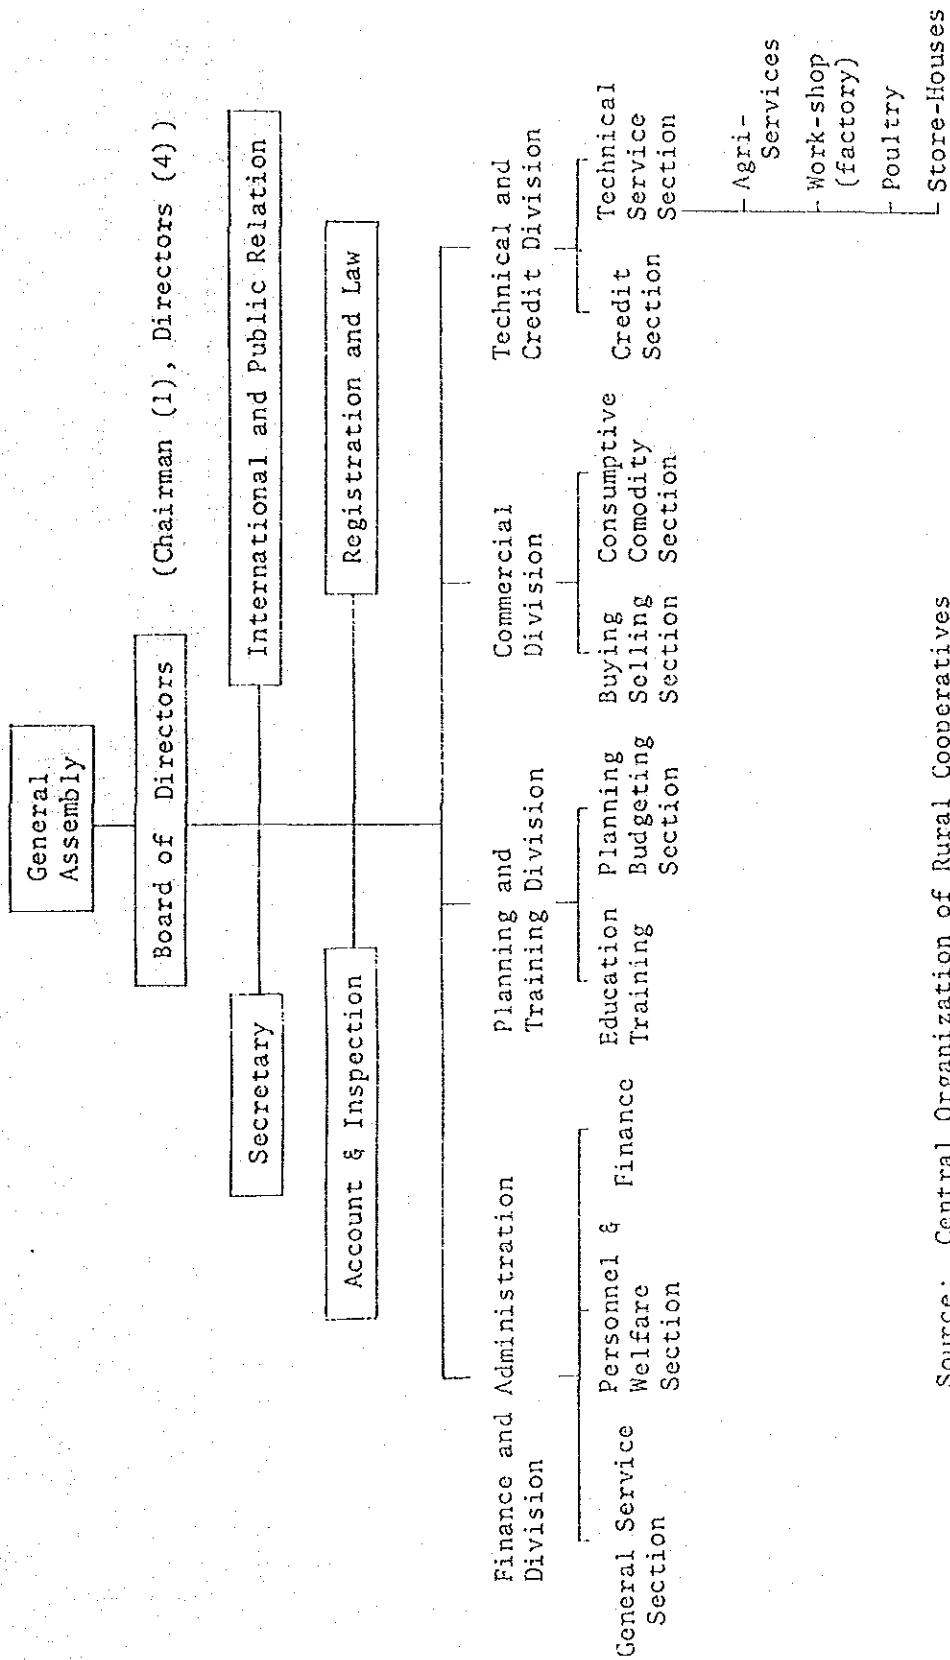 General
Assembly
Board of Directors (Chairman (1), Directors (4))
Secretary
International and Public Relation
Account & Inspection
Registration and Law
Finance and Administration
Division
General Service
Section
Personnel &
Welfare
Section
Finance
Planning and
Training Division
Education
Training
Planning
Budgeting
Section
Commercial
Division
Buying
Selling
Section
Consumptive
Comodity
Section
Technical and
Credit Division
Credit
Section
Technical
Service
Section
Agri-
Services
Work-shop
(factory)
Poultry
Store-Houses
Source: Central Organization of Rural Cooperatives